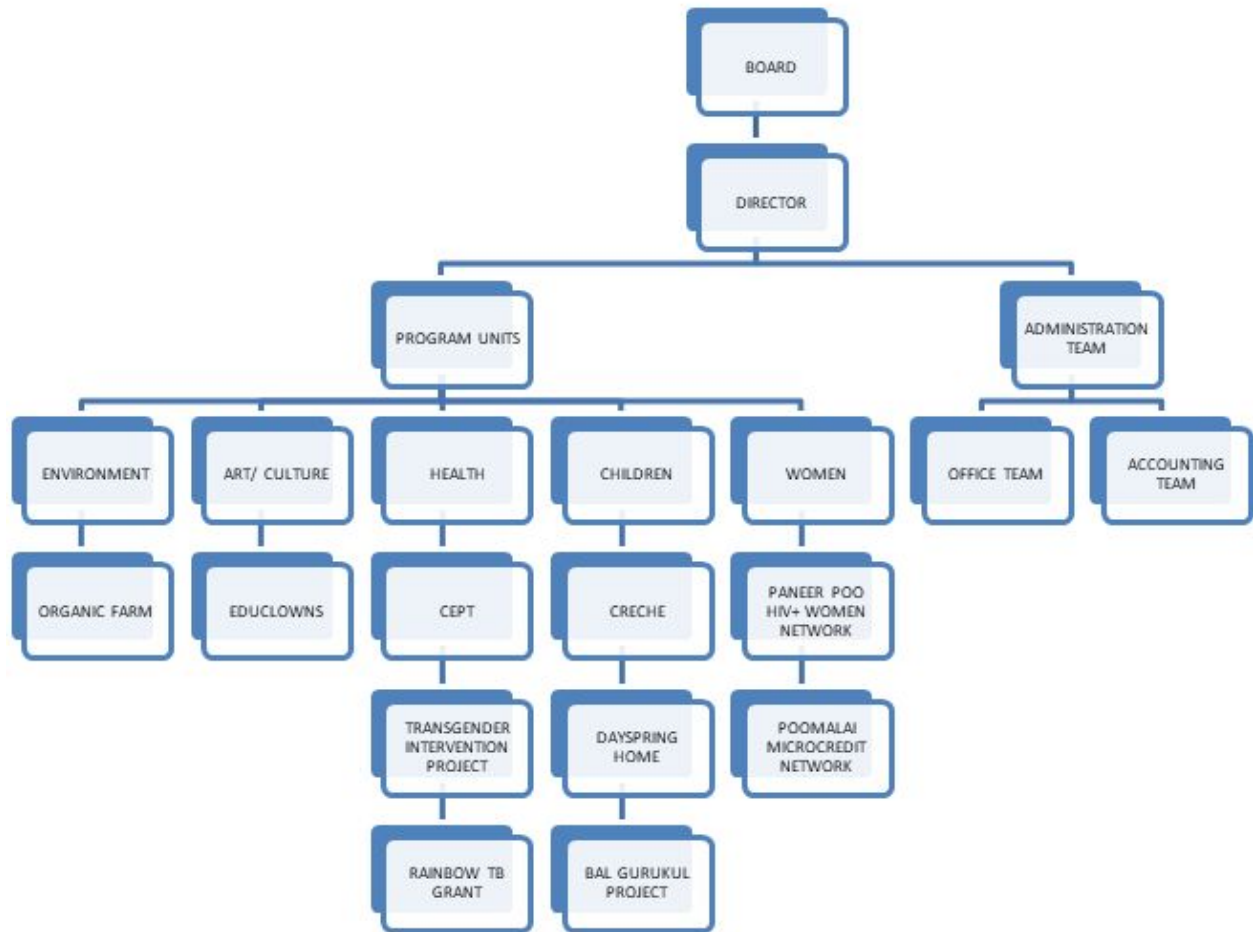 BOARD
DIRECTOR
PROGRAM UNITS
ADMINISTRATION
TEAM
ENVIRONMENT
ART/ CULTURE
HEALTH
CHILDREN
WOMEN
OFFICE TEAM
ACCOUNTING
TEAM
ORGANIC FARM
EDUCLOWNS
CEPT
CRECHE
PANEER POO
HIV+ WOMEN
NETWORK
TRANSGENDER
INTERVENTION
PROJECT
DAYSPRING
HOME
POOMALAI
MICROCREDIT
NETWORK
RAINBOW TB
GRANT
BAL GURUKUL
PROJECT